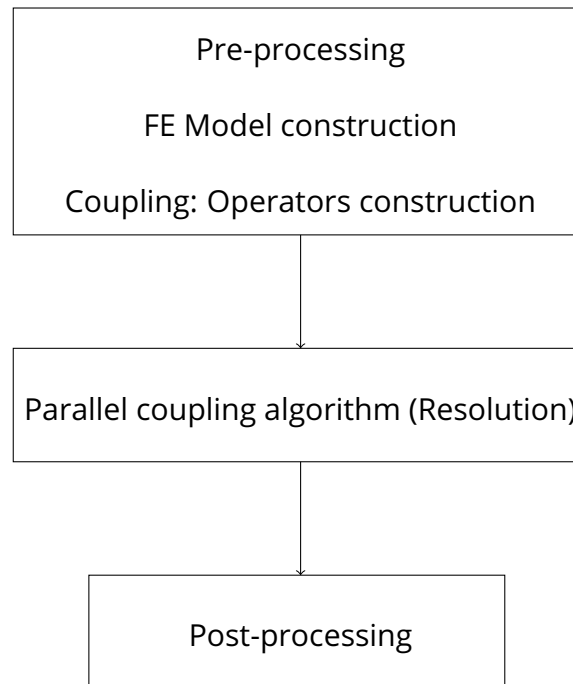 Pre-processing
FE Model construction
Coupling: Operators construction
Parallel coupling algorithm (Resolution)
Post-processing